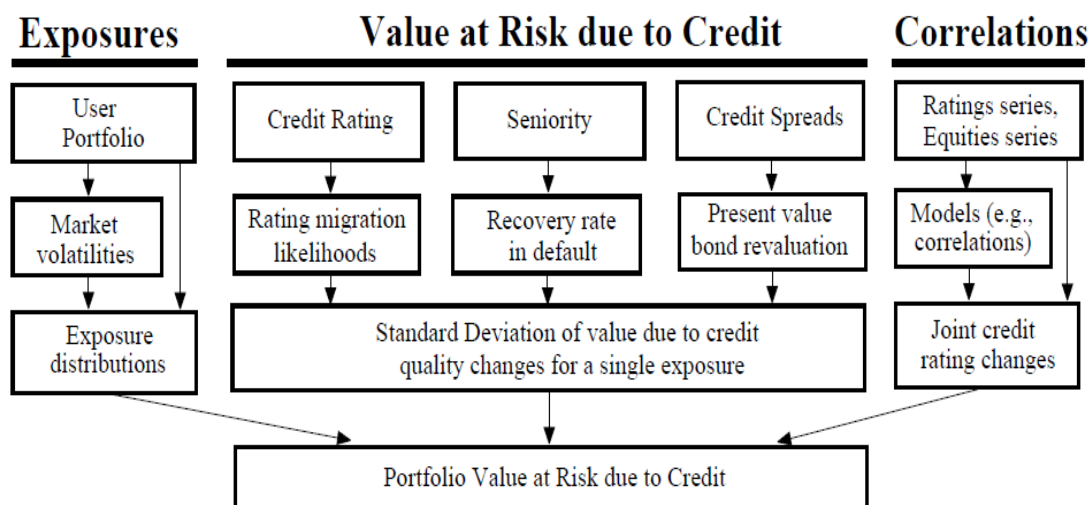 Exposures
Value at Risk due to Credit
Correlations
User
Portfolio
Credit Rating
Seniority
Credit Spreads
Ratings series,
Equities series
Market
volatilities
Rating migration
likelihoods
Recovery rate
in default
Present value
bond revaluation
Models (e.g.,
correlations)
Exposure
distributions
Standard Deviation of value due to credit
quality changes for a single exposure
Joint credit
rating changes
Portfolio Value at Risk due to Credit